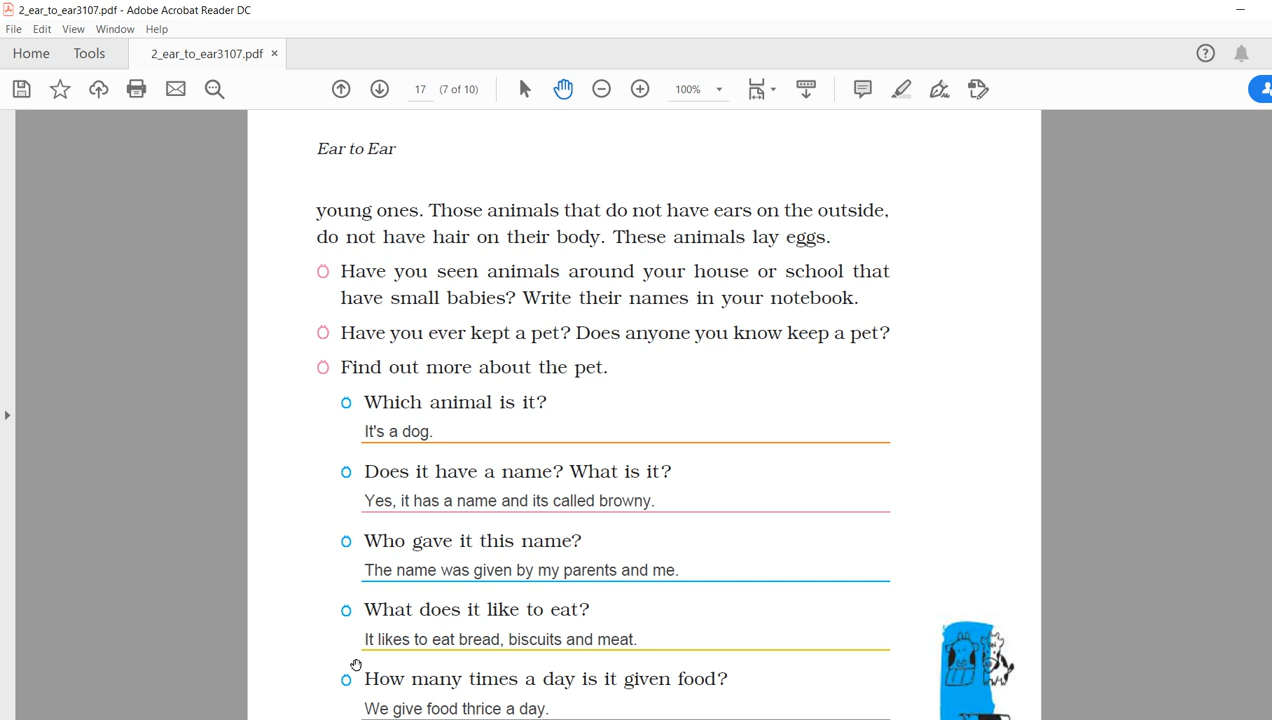 2_ear_to_ear3107.pdf - Adobe Acrobat Reader DC
File Edit View Window Help
Home Tools 2_ear_to_ear3107.pdf ×
17 (7 of 10) 100%
Ear to Ear
young ones. Those animals that do not have ears on the outside,
do not have hair on their body. These animals lay eggs.
Have you seen animals around your house or school that
have small babies? Write their names in your notebook.
Have you ever kept a pet? Does anyone you know keep a pet?
Find out more about the pet.
Which animal is it?
It's a dog.
Does it have a name? What is it?
Yes, it has a name and its called browny.
Who gave it this name?
The name was given by my parents and me.
What does it like to eat?
It likes to eat bread, biscuits and meat.
How many times a day is it given food?
We give food thrice a day.